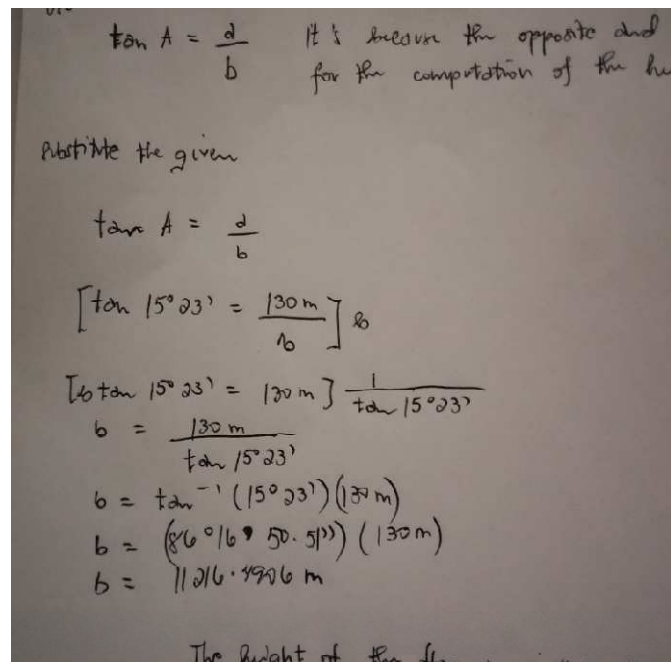 tan A = a/b It's because the opposite and
for the computation of the he
Substitute the given
tan A = a/b
[tan 15° 23' = 130 m/b] b
[b tan 15° 23' = 130 m] 1/tan 15° 23'
b = 130 m/tan 15° 23'
b = tan⁻¹ (15° 23') (130 m)
b = (86° 16' 50.51'') (130 m)
b = 11216.4906 m
The height of the